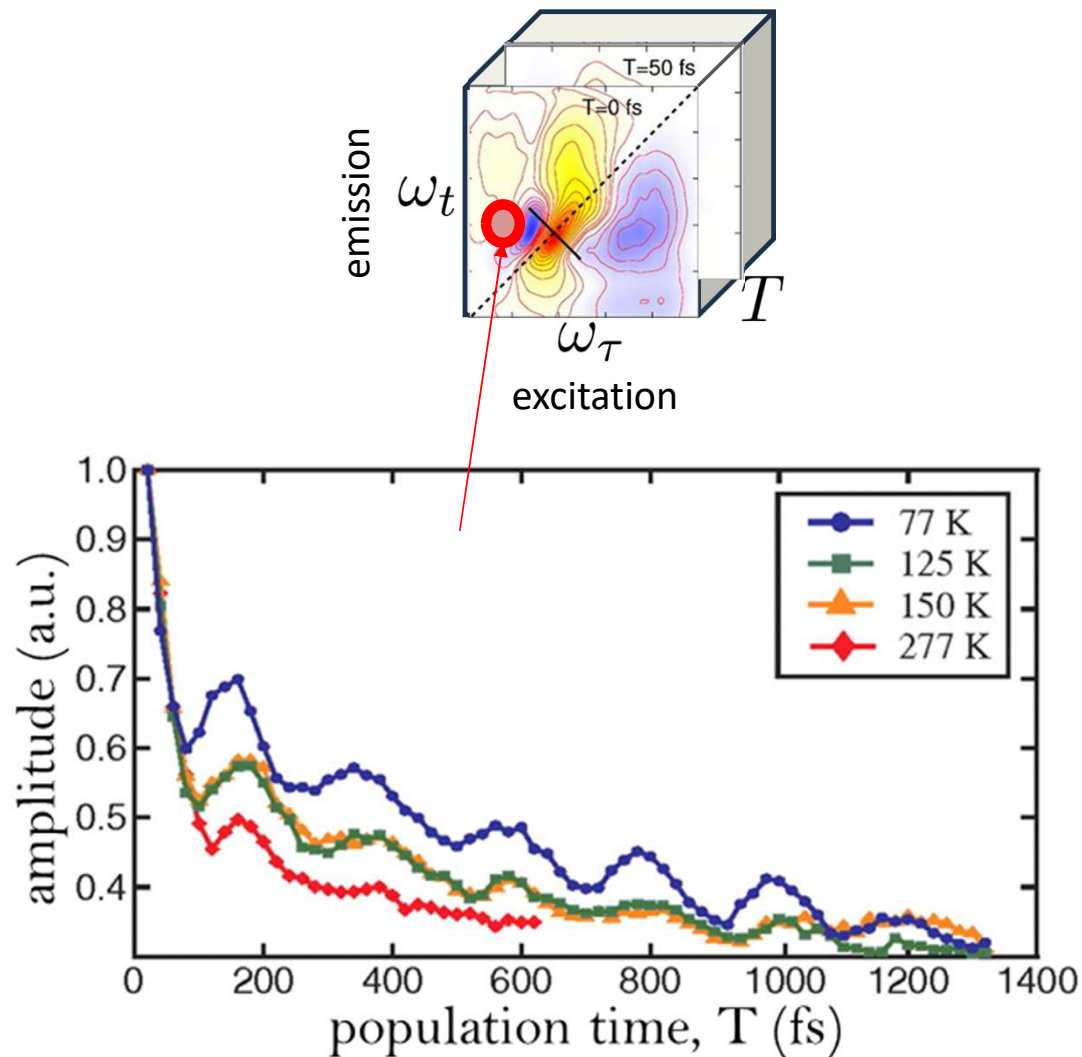 T=50 fs
T=0 fs
emission
ω_t
T
ω_τ
excitation
1.0
0.9
0.8
0.7
0.6
0.5
0.4
amplitude (a.u.)
77 K
125 K
150 K
277 K
0
200
400
600
800
1000
1200
1400
population time, T (fs)